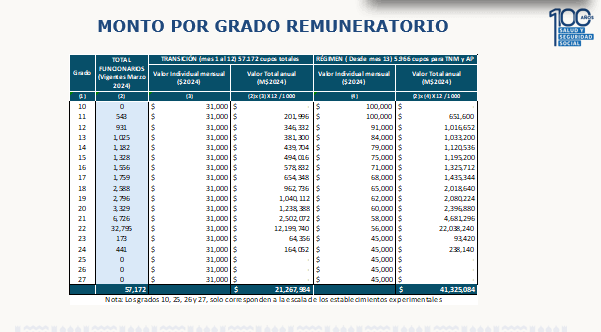 MONTO POR GRADO REMUNERATORIO
100 AÑOS
SALUD Y
SEGURIDAD
SOCIAL
Grado TOTAL FUNCIONARIOS (Vigentes Marzo 2024) TRANSICIÓN (mes 1 al 12) 57.172 cupos totales RÉGIMEN ( Desde mes 13) 5.966 cupos para TNM y AP
Valor Individual mensual ($2024) Valor Total anual (M$2024) Valor Individual mensual ($2024) Valor Total anual (M$2024)
(1) (2) (3) (2)x (3) X12 /1000 (4) (2)x (4) X12 /1000
10 0 $ 31,000 $ - $ 100,000 $ -
11 543 $ 31,000 $ 201,996 $ 100,000 $ 651,600
12 931 $ 31,000 $ 346,332 $ 91,000 $ 1,016,652
13 1,025 $ 31,000 $ 381,300 $ 84,000 $ 1,033,200
14 1,182 $ 31,000 $ 439,704 $ 79,000 $ 1,120,536
15 1,328 $ 31,000 $ 494,016 $ 75,000 $ 1,195,200
16 1,556 $ 31,000 $ 578,832 $ 71,000 $ 1,325,712
17 1,759 $ 31,000 $ 654,348 $ 68,000 $ 1,435,344
18 2,588 $ 31,000 $ 962,736 $ 65,000 $ 2,018,640
19 2,796 $ 31,000 $ 1,040,112 $ 62,000 $ 2,080,224
20 3,329 $ 31,000 $ 1,238,388 $ 60,000 $ 2,396,880
21 6,726 $ 31,000 $ 2,502,072 $ 58,000 $ 4,681,296
22 32,795 $ 31,000 $ 12,199,740 $ 56,000 $ 22,038,240
23 173 $ 31,000 $ 64,356 $ 45,000 $ 93,420
24 441 $ 31,000 $ 164,052 $ 45,000 $ 238,140
25 0 $ 31,000 $ - $ 45,000 $ -
26 0 $ 31,000 $ - $ 45,000 $ -
27 0 $ 31,000 $ - $ 45,000 $ -
57,172 $ 21,267,984 $ 41,325,084
Nota: Los grados 10, 25, 26 y 27, solo corresponden a la escala de los establecimientos experimentales